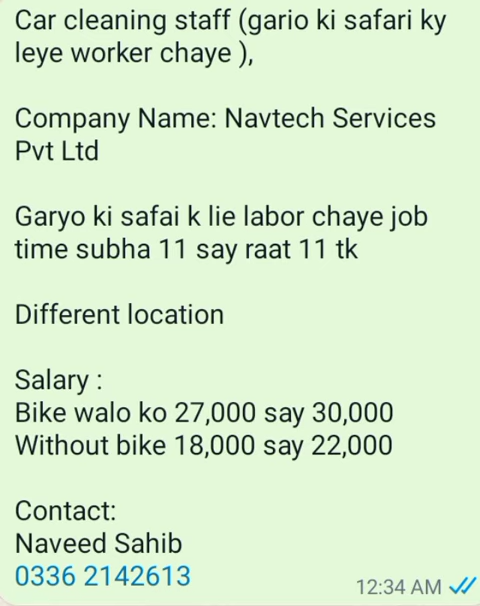 Car cleaning staff (gario ki safari ky
leye worker chaye ),
Company Name: Navtech Services
Pvt Ltd
Garyo ki safai k lie labor chaye job
time subha 11 say raat 11 tk
Different location
Salary :
Bike walo ko 27,000 say 30,000
Without bike 18,000 say 22,000
Contact:
Naveed Sahib
0336 2142613
12:34 AM